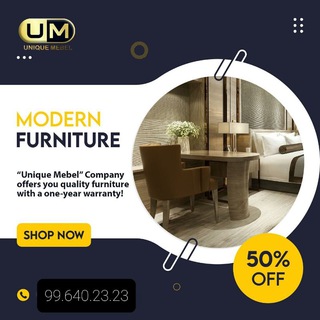 UM
UNIQUE MEBEL
MODERN
FURNITURE
“Unique Mebel” Company
offers you quality furniture
with a one-year warranty!
SHOP NOW
50%
OFF
99.640.23.23